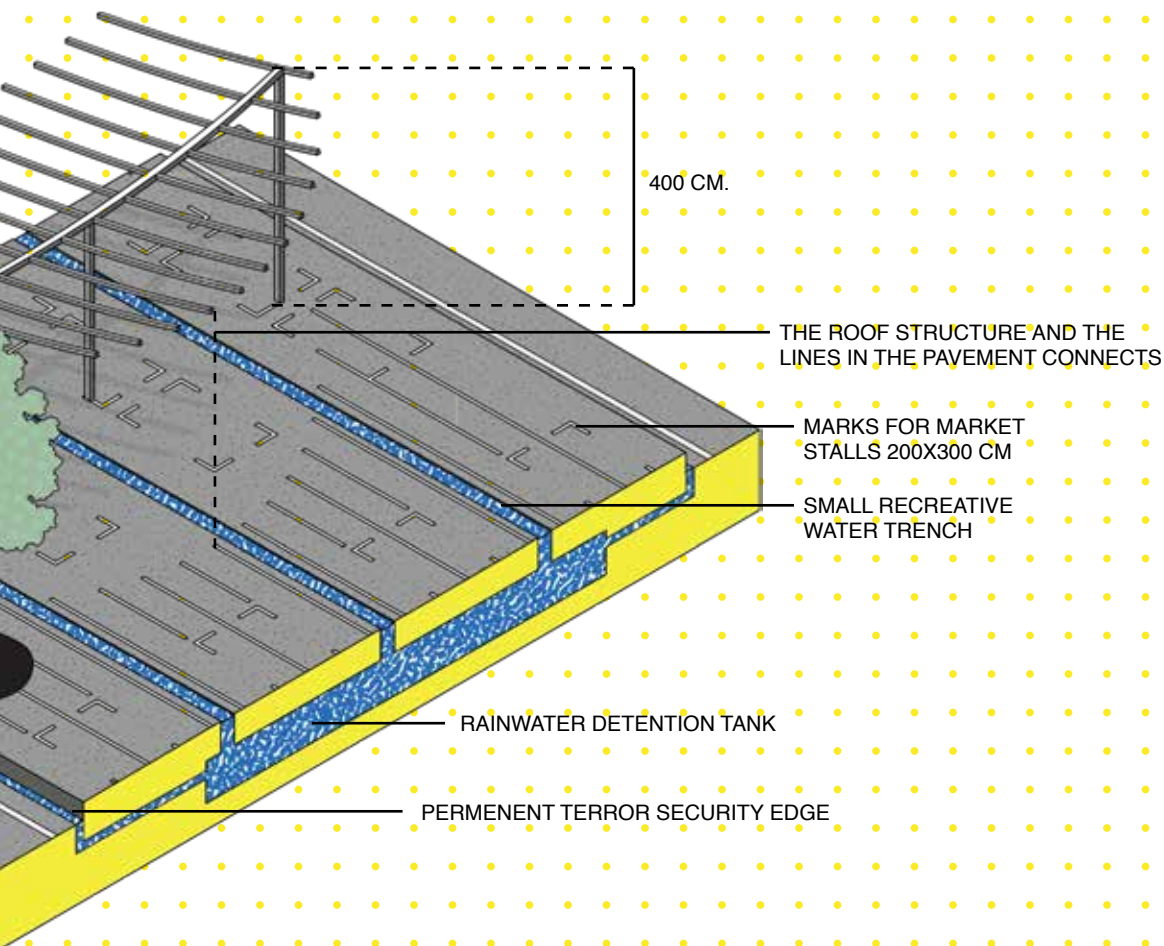 400 CM.
THE ROOF STRUCTURE AND THE
LINES IN THE PAVEMENT CONNECTS
MARKS FOR MARKET
STALLS 200X300 CM
SMALL RECREATIVE
WATER TRENCH
RAINWATER DETENTION TANK
PERMENENT TERROR SECURITY EDGE